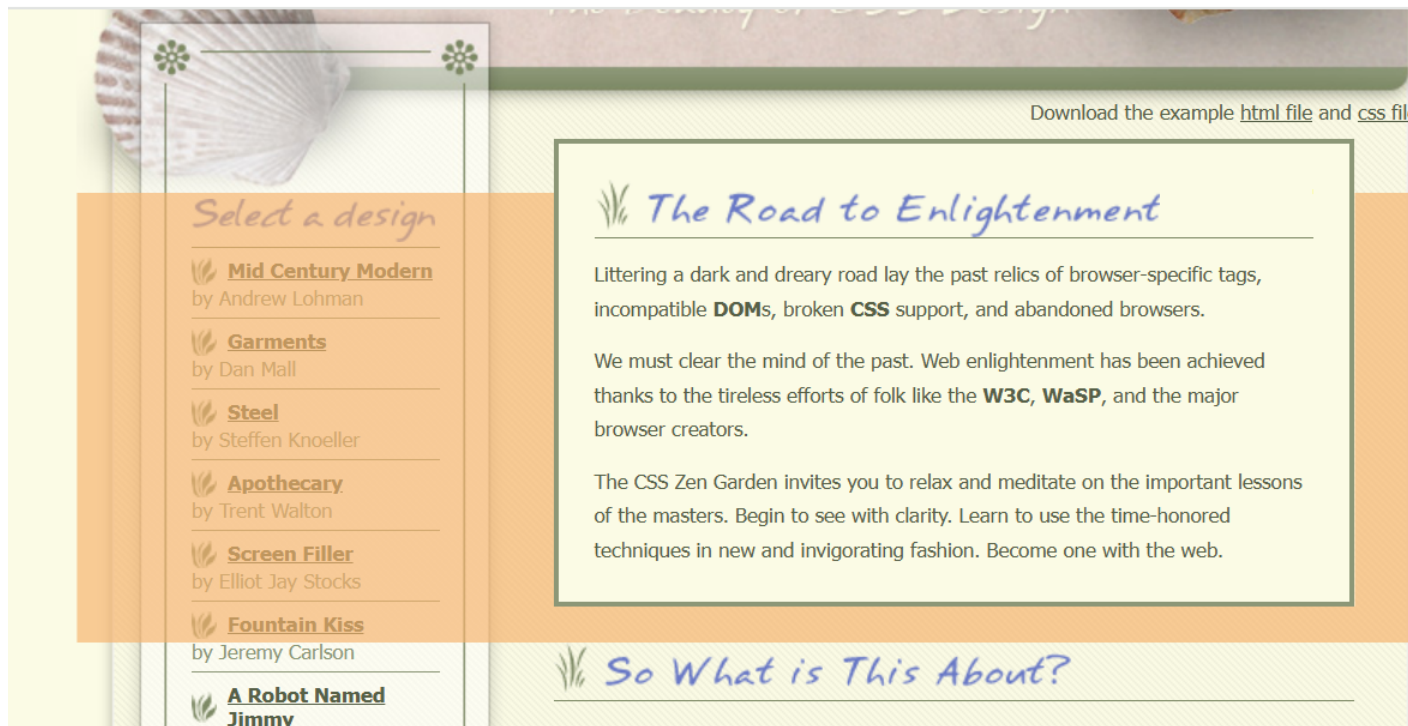 The Beauty of CSS Design
Download the example html file and css fil
Select a design
Mid Century Modern
by Andrew Lohman
Garments
by Dan Mall
Steel
by Steffen Knoeller
Apothecary
by Trent Walton
Screen Filler
by Elliot Jay Stocks
Fountain Kiss
by Jeremy Carlson
A Robot Named
Jimmy
The Road to Enlightenment
Littering a dark and dreary road lay the past relics of browser-specific tags,
incompatible DOMs, broken CSS support, and abandoned browsers.
We must clear the mind of the past. Web enlightenment has been achieved
thanks to the tireless efforts of folk like the W3C, WaSP, and the major
browser creators.
The CSS Zen Garden invites you to relax and meditate on the important lessons
of the masters. Begin to see with clarity. Learn to use the time-honored
techniques in new and invigorating fashion. Become one with the web.
So What is This About?